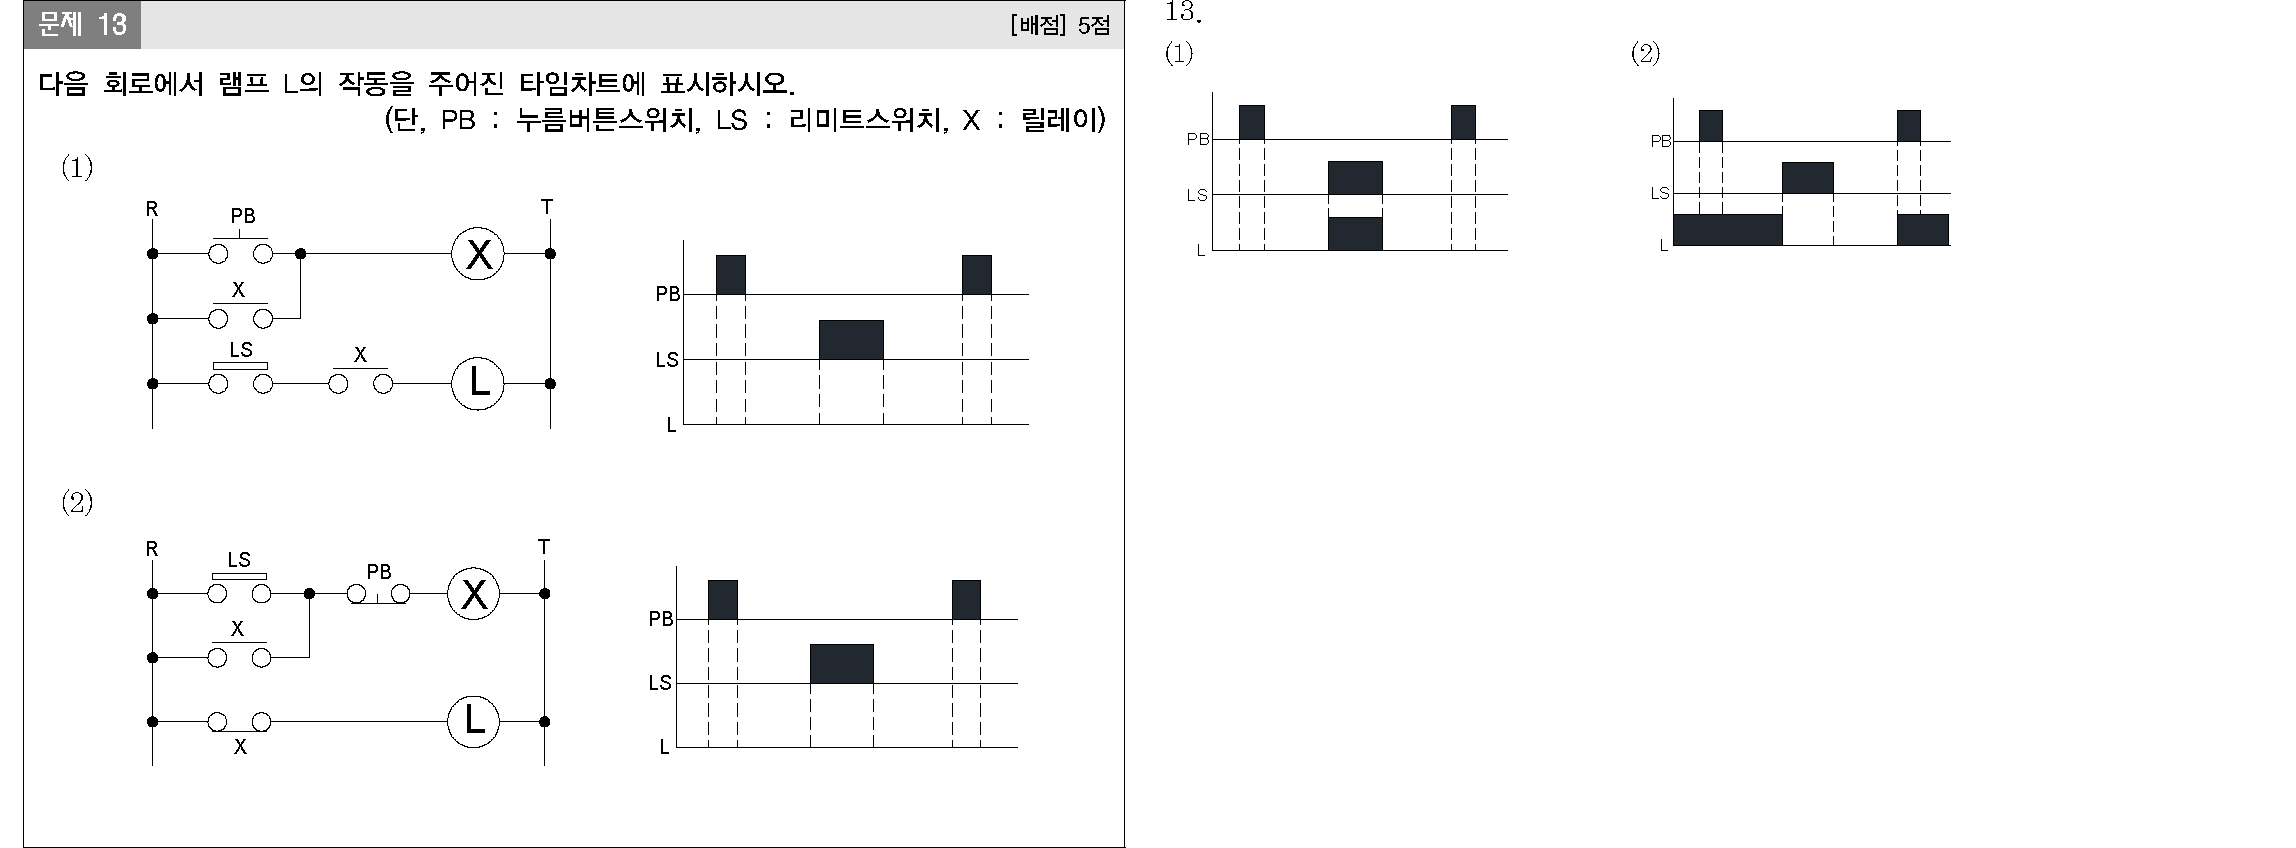 문제 13
[배점] 5점
다음 회로에서 램프 L의 작동을 주어진 타임차트에 표시하시오.
(단, PB : 누름버튼스위치, LS : 리미트스위치, X : 릴레이)
(1)
R
PB
T
X
X
LS
X
L
PB
LS
L
(2)
R
LS
PB
T
X
X
L
X
PB
LS
L
13.
(1)
PB
LS
L
(2)
PB
LS
L